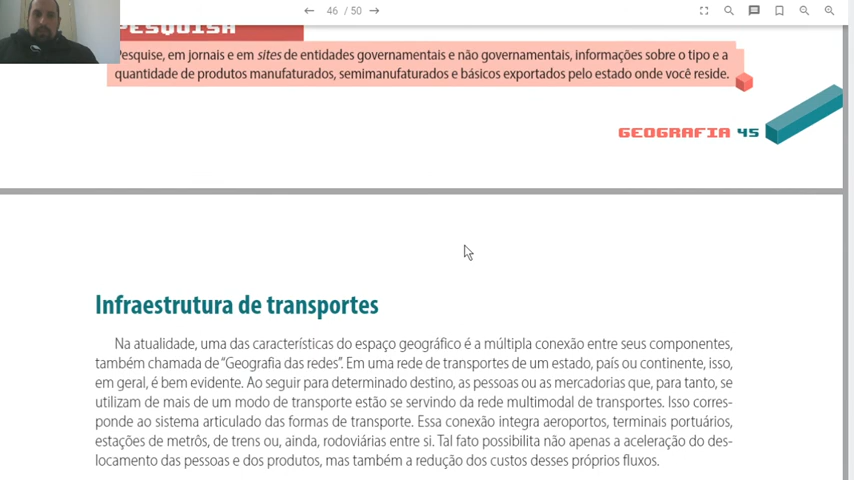 46 / 50
PESQUISA
Pesquise, em jornais e em sites de entidades governamentais e não governamentais, informações sobre o tipo e a
quantidade de produtos manufaturados, semimanufaturados e básicos exportados pelo estado onde você reside.
GEOGRAFIA 45
Infraestrutura de transportes
Na atualidade, uma das características do espaço geográfico é a múltipla conexão entre seus componentes,
também chamada de “Geografia das redes”. Em uma rede de transportes de um estado, país ou continente, isso,
em geral, é bem evidente. Ao seguir para determinado destino, as pessoas ou as mercadorias que, para tanto, se
utilizam de mais de um modo de transporte estão se servindo da rede multimodal de transportes. Isso corres-
ponde ao sistema articulado das formas de transporte. Essa conexão integra aeroportos, terminais portuários,
estações de metrôs, de trens ou, ainda, rodoviárias entre si. Tal fato possibilita não apenas a aceleração do des-
locamento das pessoas e dos produtos, mas também a redução dos custos desses próprios fluxos.